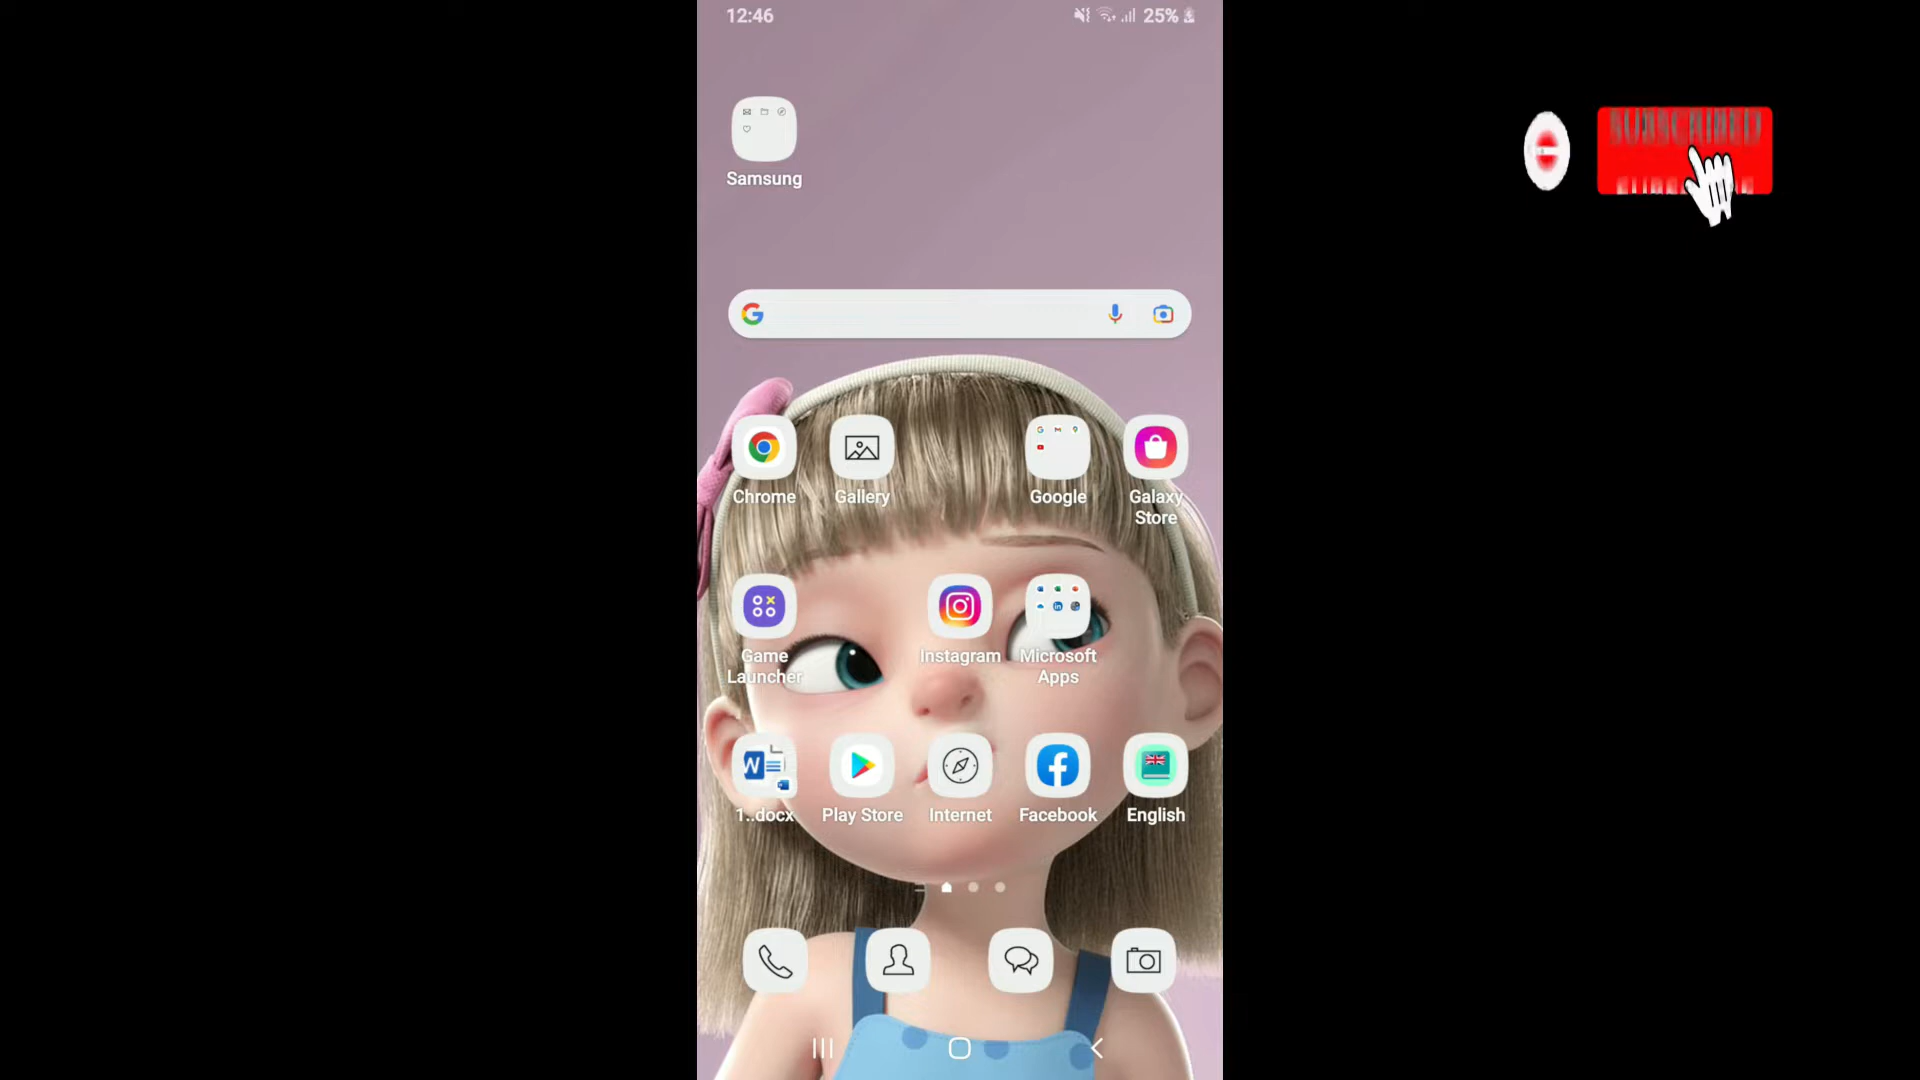 12:46
25%
Samsung
Chrome
Gallery
Google
Galaxy
Store
Game
Launcher
Instagram
Microsoft
Apps
1..docx
Play Store
Internet
Facebook
English